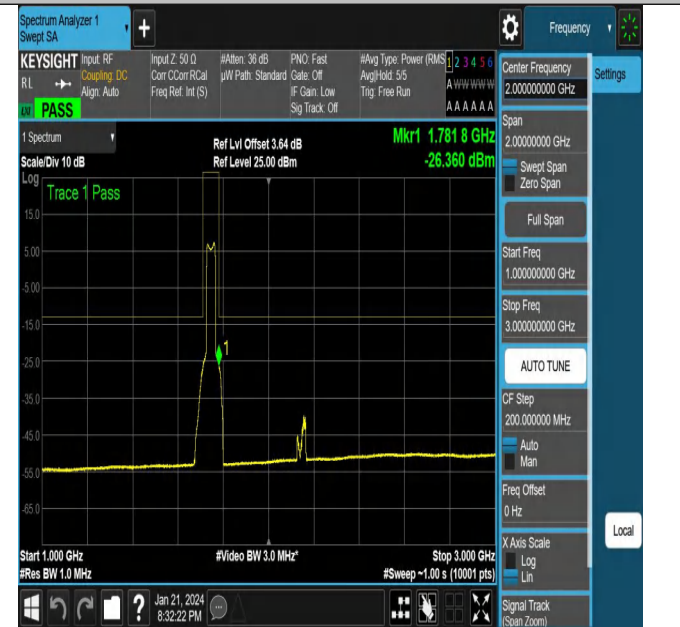 Spectrum Analyzer 1
Swept SA
+
Frequency
KEYSIGHT
RL
PASS
Input: RF
Coupling: DC
Align: Auto
Input Z: 50 Ω
Corr CCorr RCal
Freq Ref: Int (S)
#Atten: 36 dB
µW Path: Standard
PNO: Fast
Gate: Off
IF Gain: Low
Sig Track: Off
#Avg Type: Power (RMS
Avg|Hold: 5/5
Trig: Free Run
1 2 3 4 5 6
A W W W W W
A A A A A A
1 Spectrum
Scale/Div 10 dB
Log
Ref Lvl Offset 3.64 dB
Ref Level 25.00 dBm
Mkr1 1.781 8 GHz
-26.360 dBm
Trace 1 Pass
15.0
5.00
-5.00
-15.0
-25.0
-35.0
-45.0
-55.0
-65.0
1
Start 1.000 GHz
#Res BW 1.0 MHz
#Video BW 3.0 MHz*
Stop 3.000 GHz
#Sweep ~1.00 s (10001 pts)
?
Jan 21, 2024
8:32:22 PM
Center Frequency
2.00000000 GHz
Span
2.00000000 GHz
Swept Span
Zero Span
Full Span
Start Freq
1.000000000 GHz
Stop Freq
3.000000000 GHz
AUTO TUNE
CF Step
200.000000 MHz
Auto
Man
Freq Offset
0 Hz
X Axis Scale
Log
Lin
Signal Track
(Span Zoom)
Settings
Local